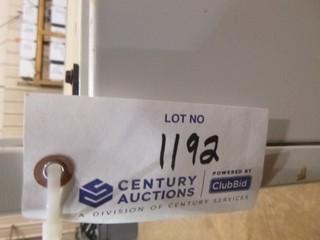 LOT NO
1192
CENTURY AUCTIONS
POWERED BY
ClubBid
A DIVISION OF CENTURY SERVICES